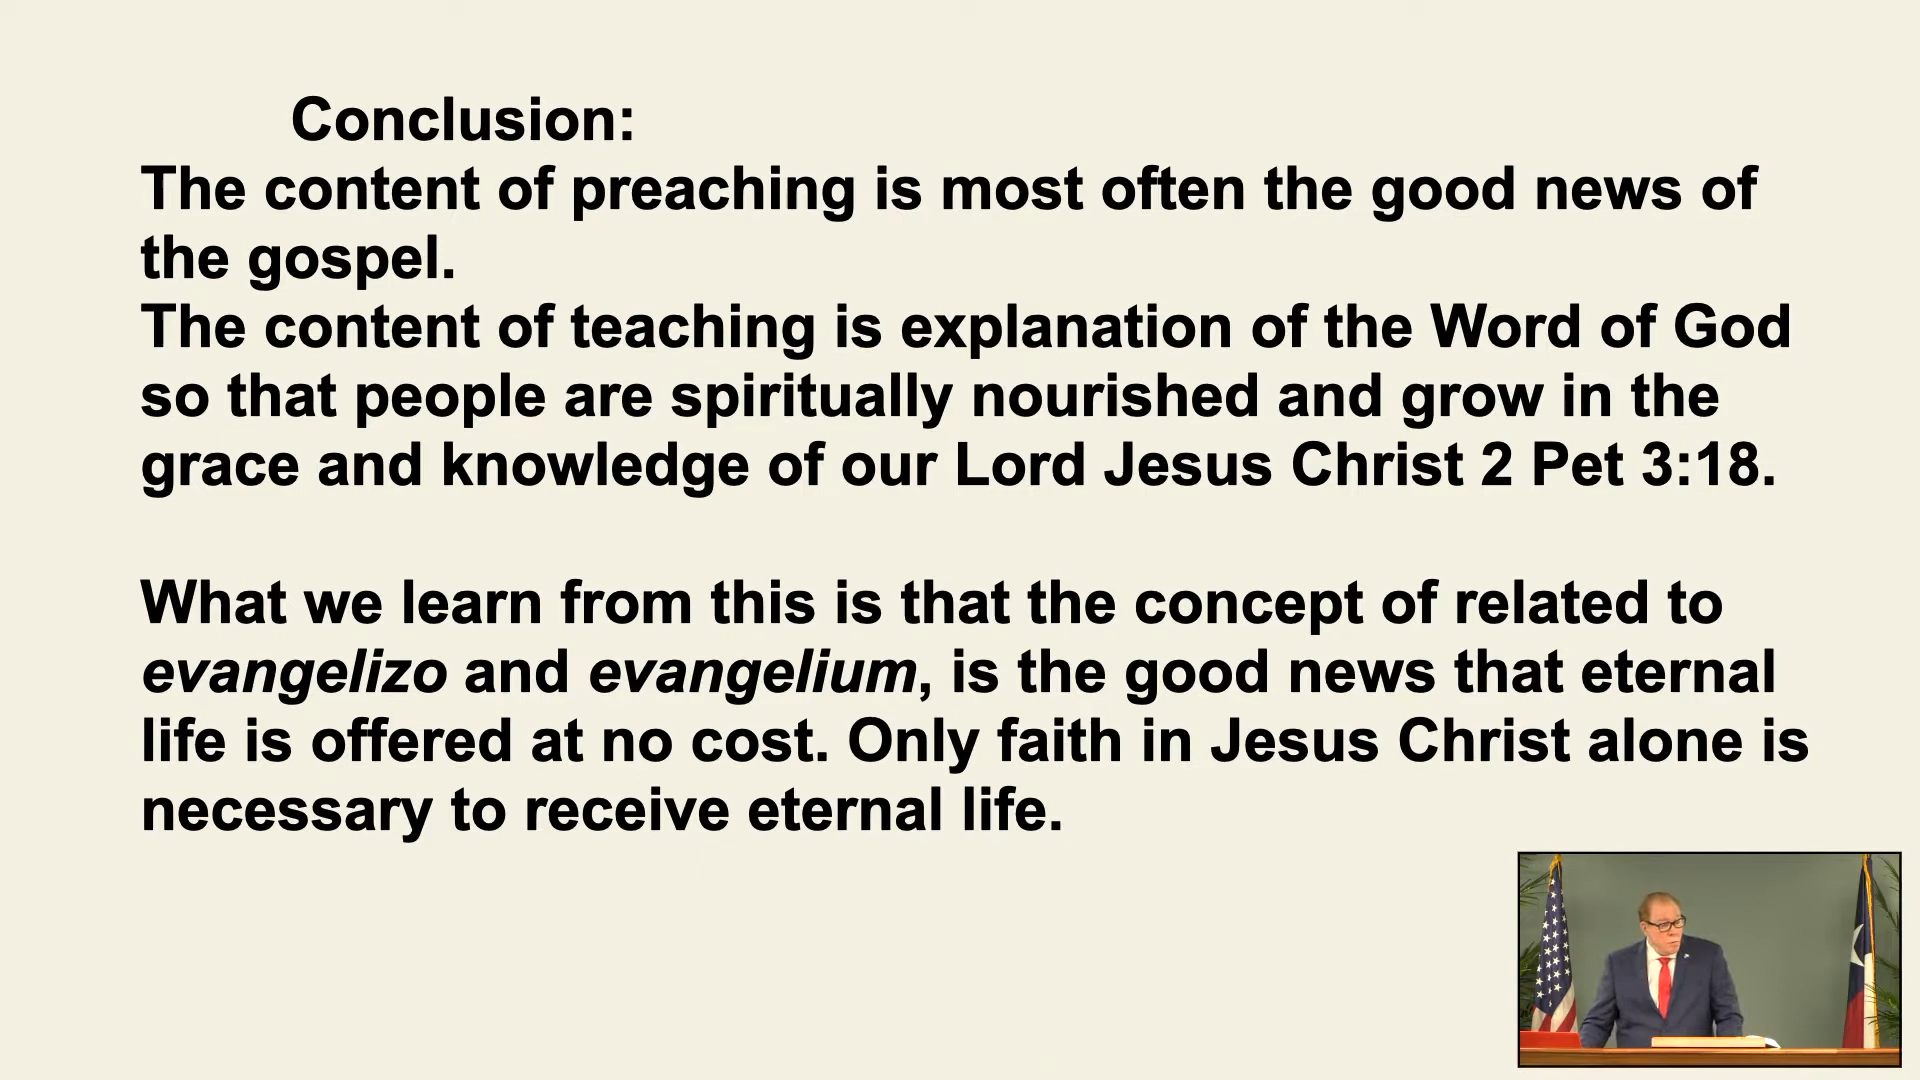 Conclusion:
The content of preaching is most often the good news of
the gospel.
The content of teaching is explanation of the Word of God
so that people are spiritually nourished and grow in the
grace and knowledge of our Lord Jesus Christ 2 Pet 3:18.
What we learn from this is that the concept of related to
evangelizo and evangelium, is the good news that eternal
life is offered at no cost. Only faith in Jesus Christ alone is
necessary to receive eternal life.